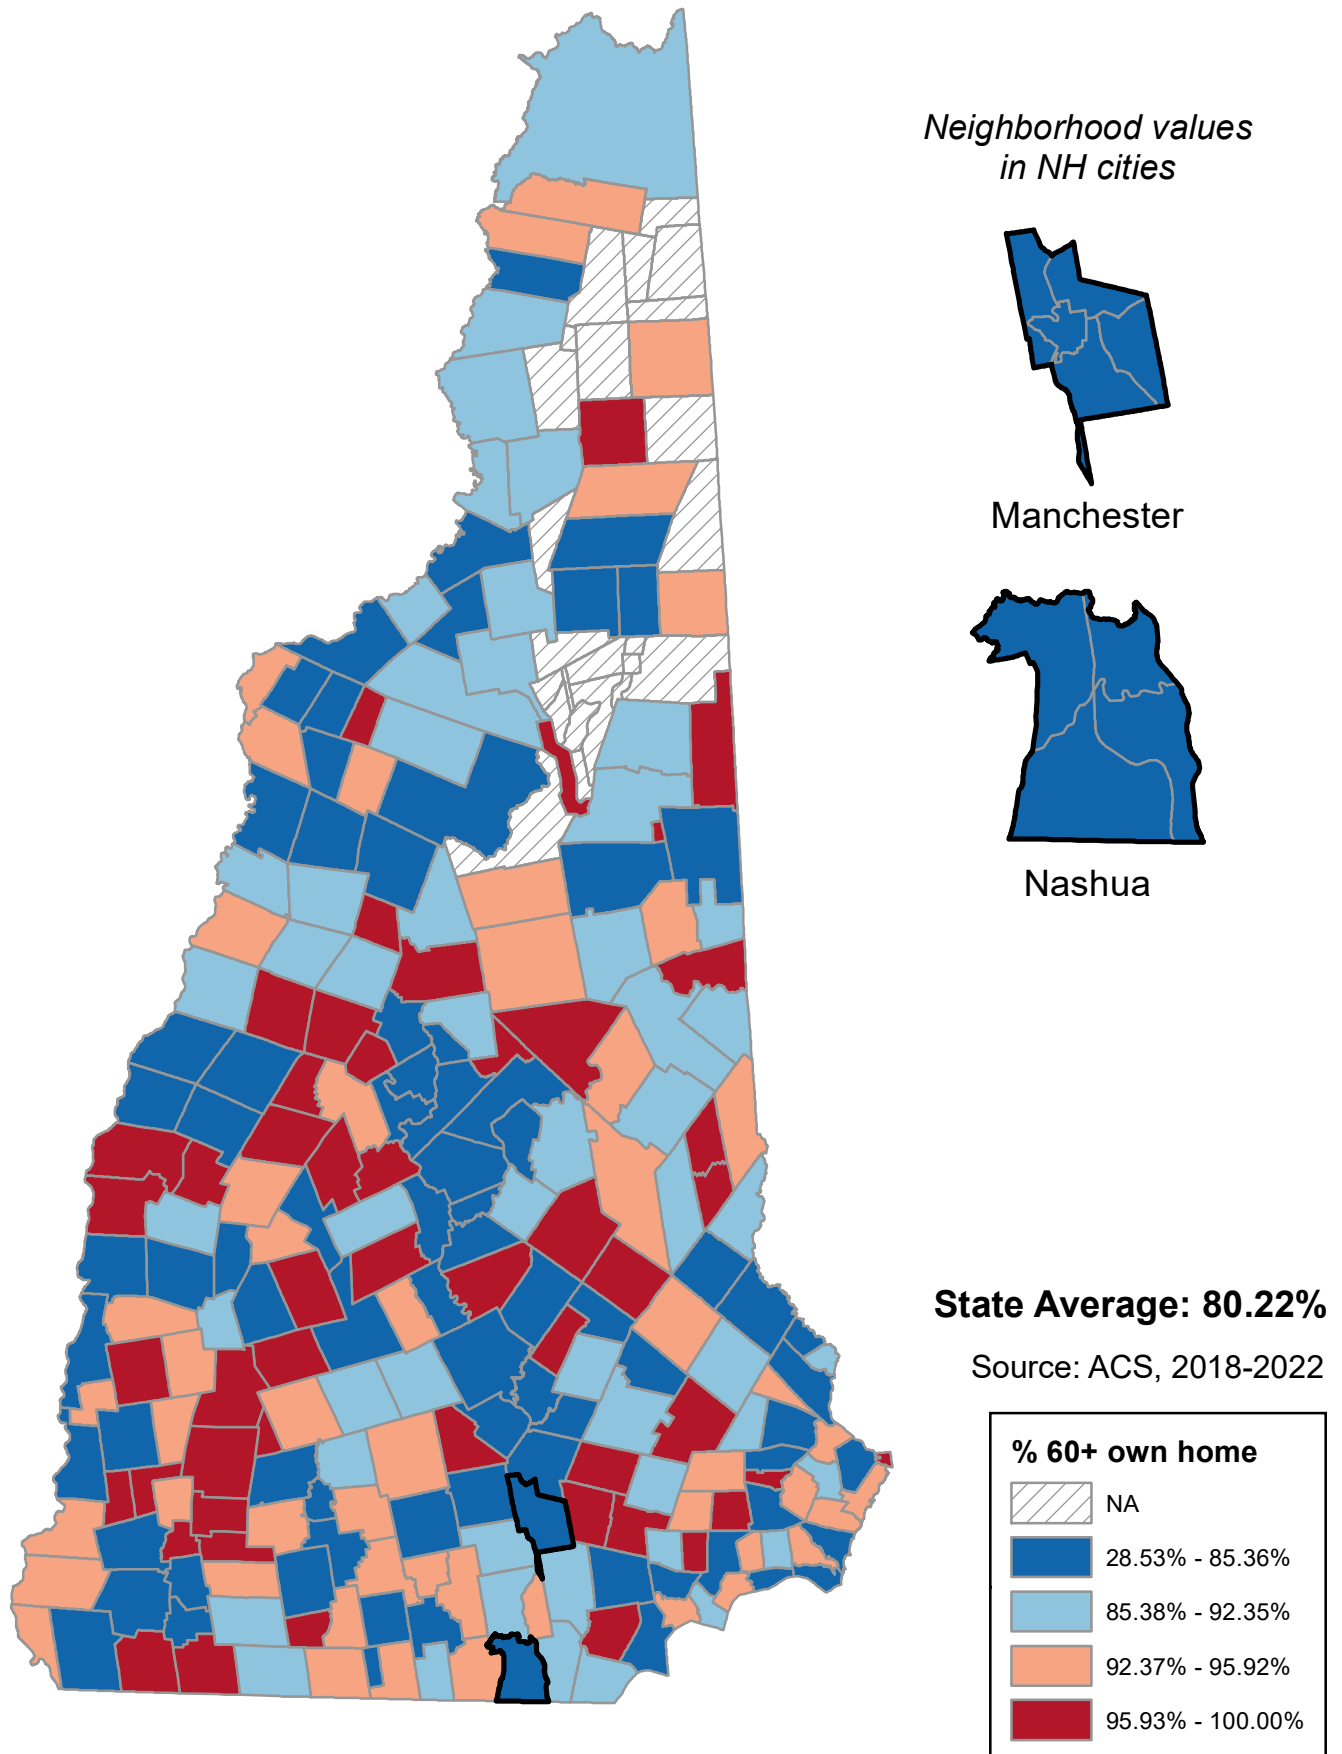 Neighborhood values
in NH cities
Manchester
Nashua
State Average: 80.22%
Source: ACS, 2018-2022
% 60+ own home
NA
28.53% - 85.36%
85.38% - 92.35%
92.37% - 95.92%
95.93% - 100.00%